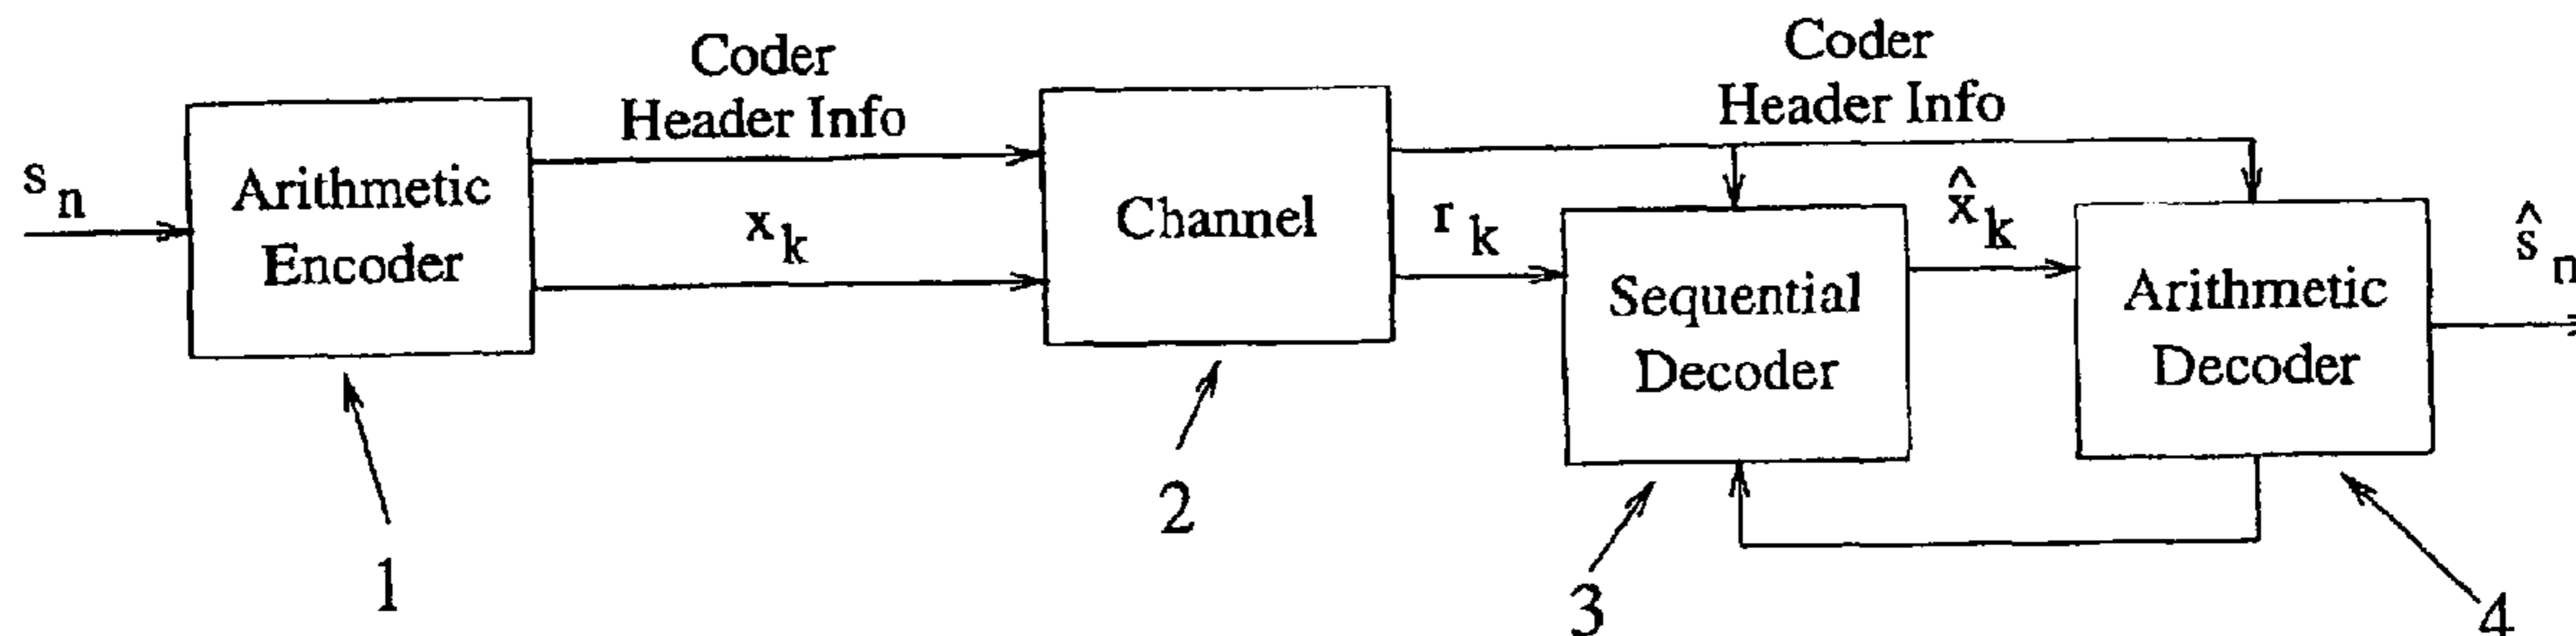 Coder
Header Info
Coder
Header Info
s n
Arithmetic
Encoder
x k
Channel
r k
Sequential
Decoder
x̂ k
Arithmetic
Decoder
ŝ n
1
2
3
4